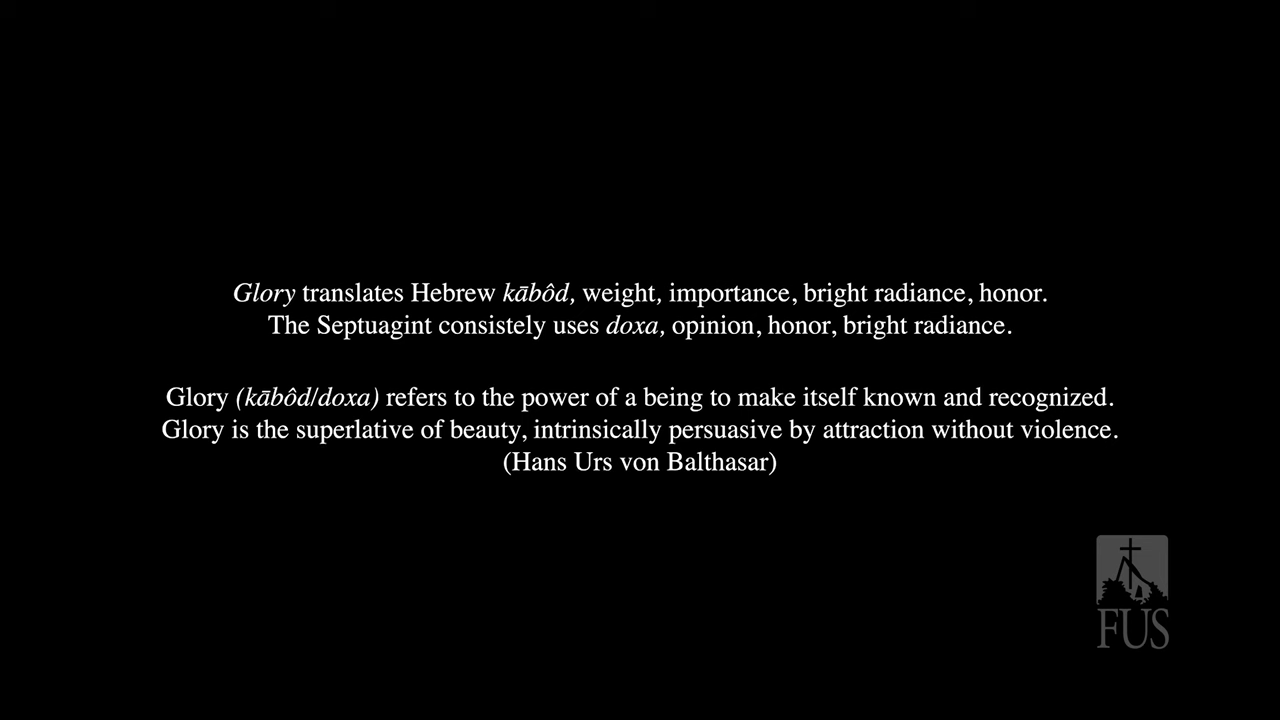 Glory translates Hebrew kābôd, weight, importance, bright radiance, honor.
The Septuagint consistely uses doxa, opinion, honor, bright radiance.
Glory (kābôd/doxa) refers to the power of a being to make itself known and recognized.
Glory is the superlative of beauty, intrinsically persuasive by attraction without violence.
(Hans Urs von Balthasar)
FUS